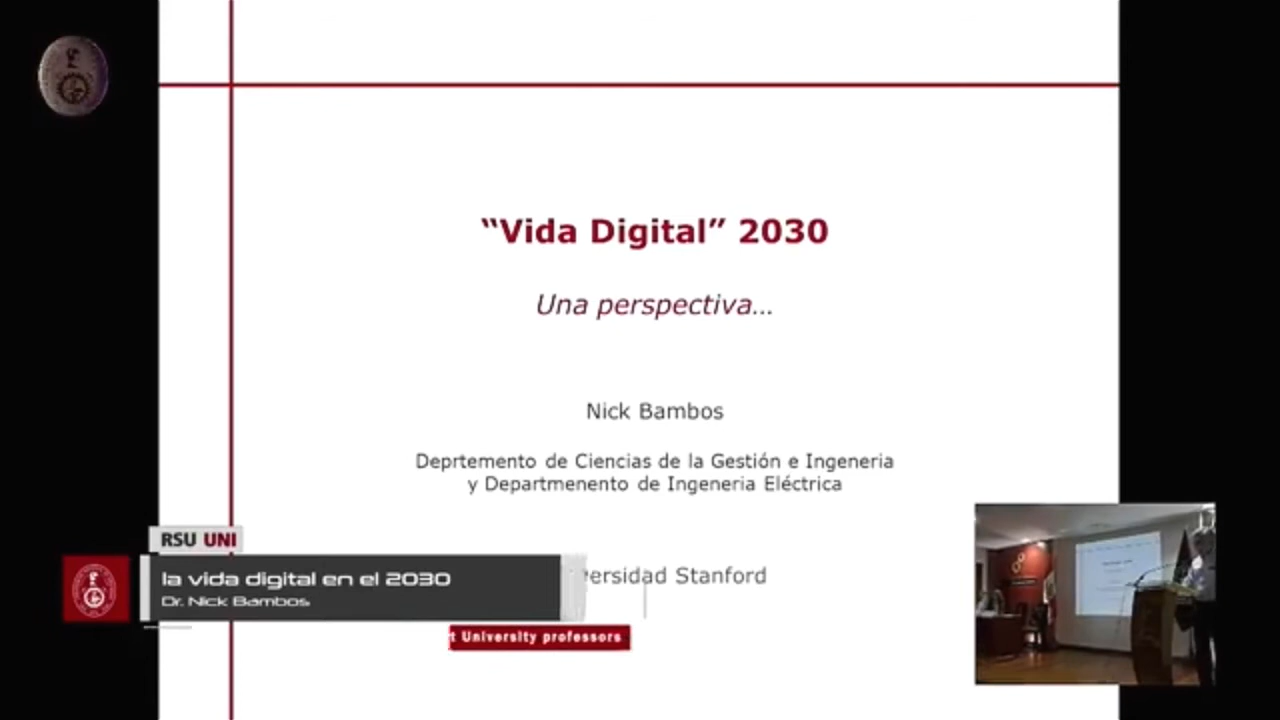 “Vida Digital” 2030
Una perspectiva...
Nick Bambos
Deprtemento de Ciencias de la Gestión e Ingeneria
y Departmenento de Ingeneria Eléctrica
ersidad Stanford
RSU UNI
la vida digital en el 2030
Dr. Nick Bambos
t University professors